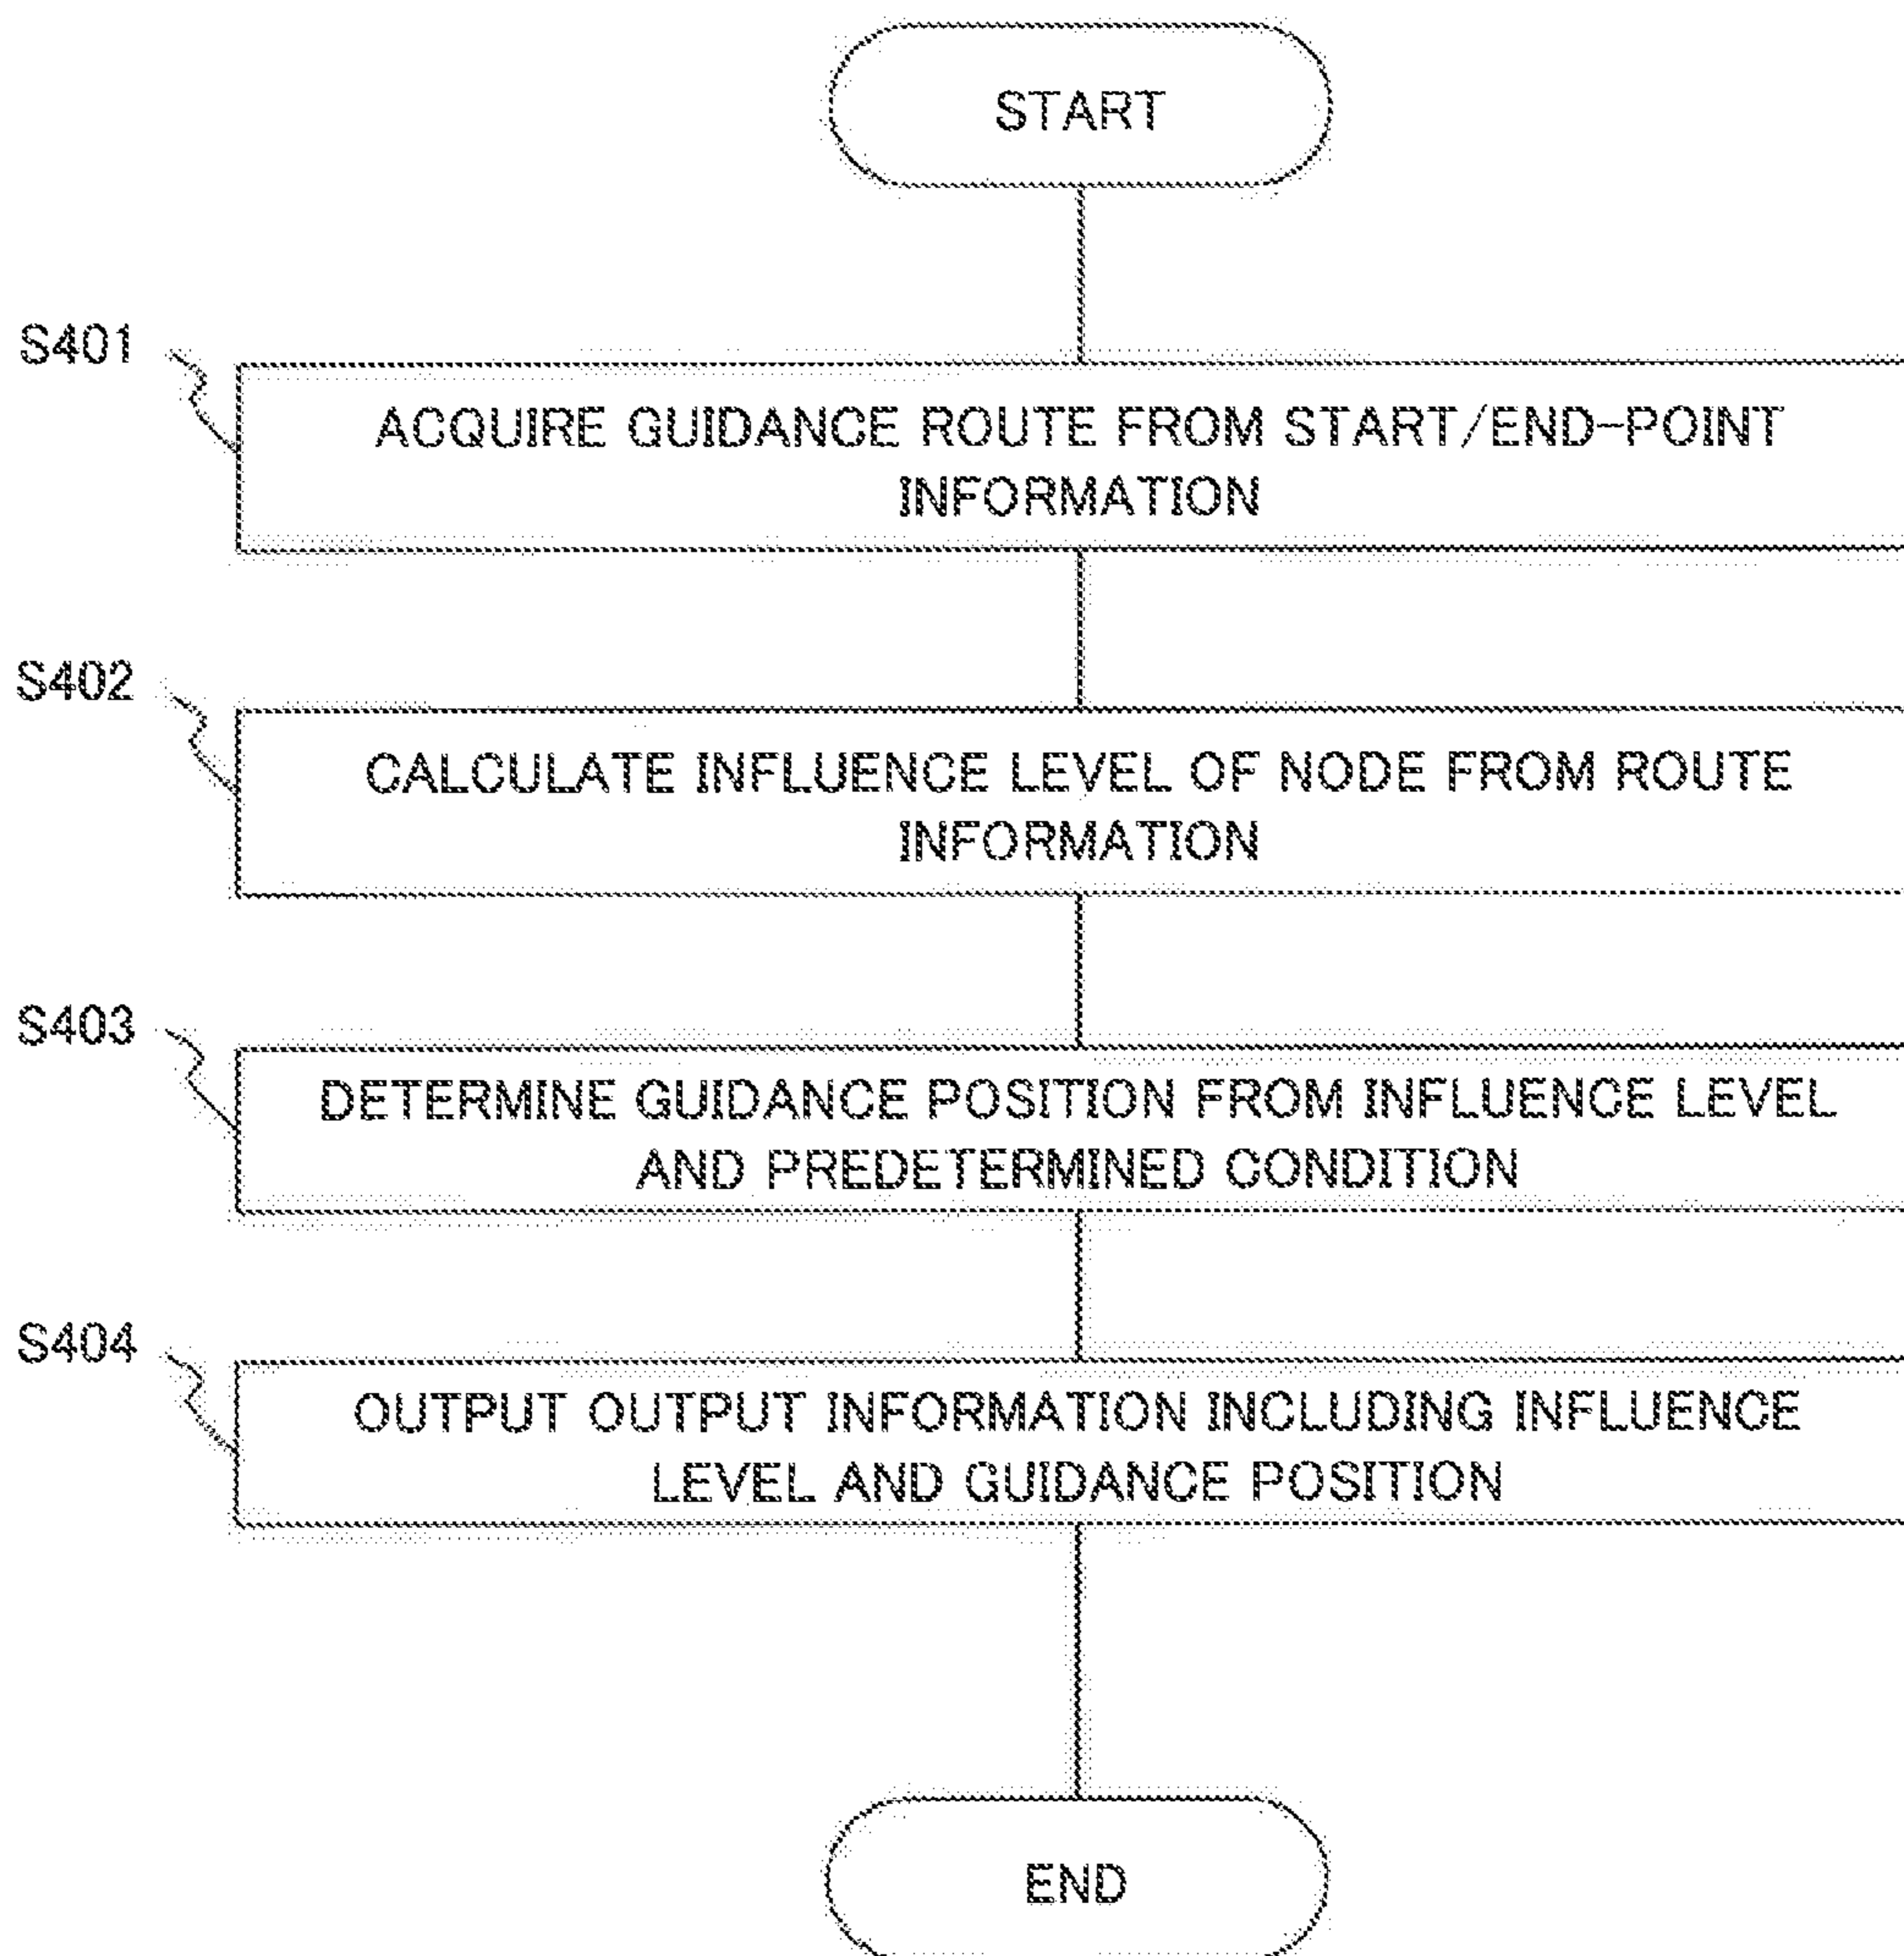 START
S401
ACQUIRE GUIDANCE ROUTE FROM START/END-POINT
INFORMATION
S402
CALCULATE INFLUENCE LEVEL OF NODE FROM ROUTE
INFORMATION
S403
DETERMINE GUIDANCE POSITION FROM INFLUENCE LEVEL
AND PREDETERMINED CONDITION
S404
OUTPUT OUTPUT INFORMATION INCLUDING INFLUENCE
LEVEL AND GUIDANCE POSITION
END